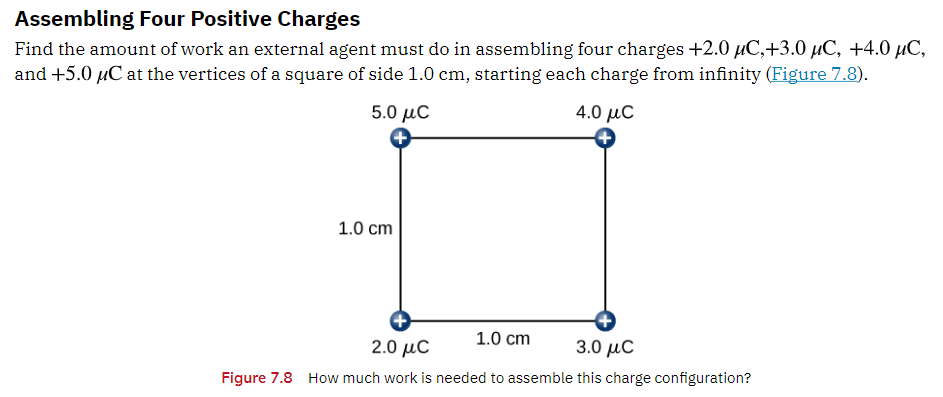 Assembling Four Positive Charges
Find the amount of work an external agent must do in assembling four charges +2.0 μC,+3.0 μC, +4.0 μC,
and +5.0 μC at the vertices of a square of side 1.0 cm, starting each charge from infinity (Figure 7.8).
5.0 μC 4.0 μC
+ +
1.0 cm
+ +
2.0 μC 1.0 cm 3.0 μC
Figure 7.8 How much work is needed to assemble this charge configuration?